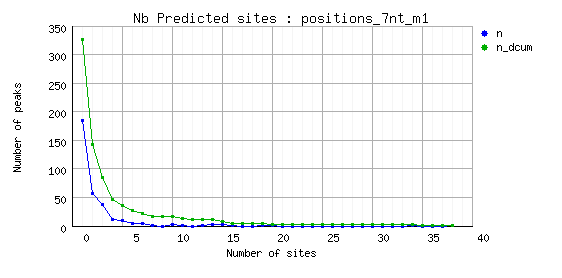 Nb Predicted sites : positions_7nt_m1
n
n_dcum
350
300
250
200
150
100
50
0
Number of peaks
0 5 10 15 20 25 30 35 40
Number of sites